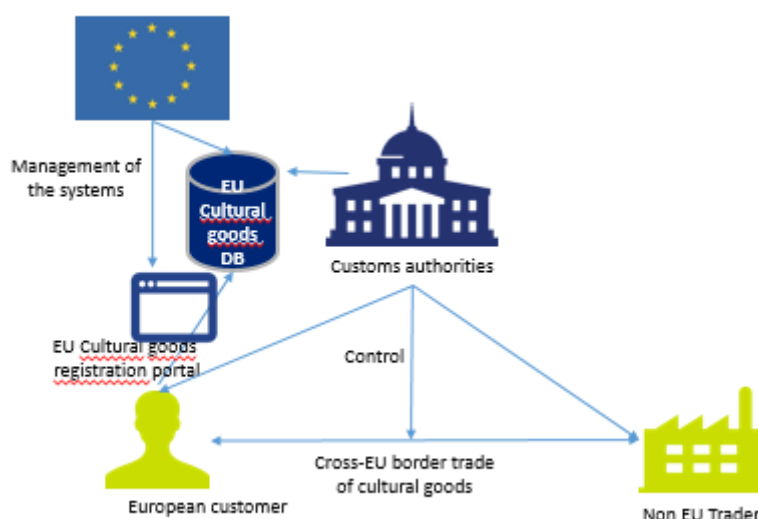 Management of
the systems
EU
Cultural
goods
DB
Customs authorities
EU Cultural goods
registration portal
Control
Cross-EU border trade
of cultural goods
European customer
Non EU Trader